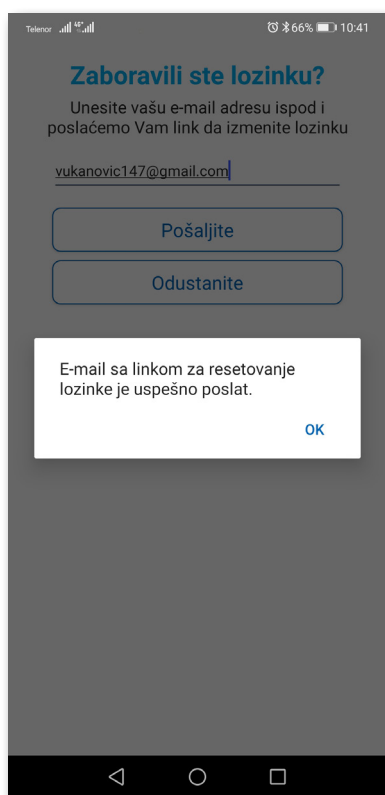 Telenor 66% 10:41
Zaboravili ste lozinku?
Unesite vašu e-mail adresu ispod i
poslaćemo Vam link da izmenite lozinku
vukanovic147@gmail.com
Pošaljite
Odustanite
E-mail sa linkom za resetovanje
lozinke je uspešno poslat.
OK